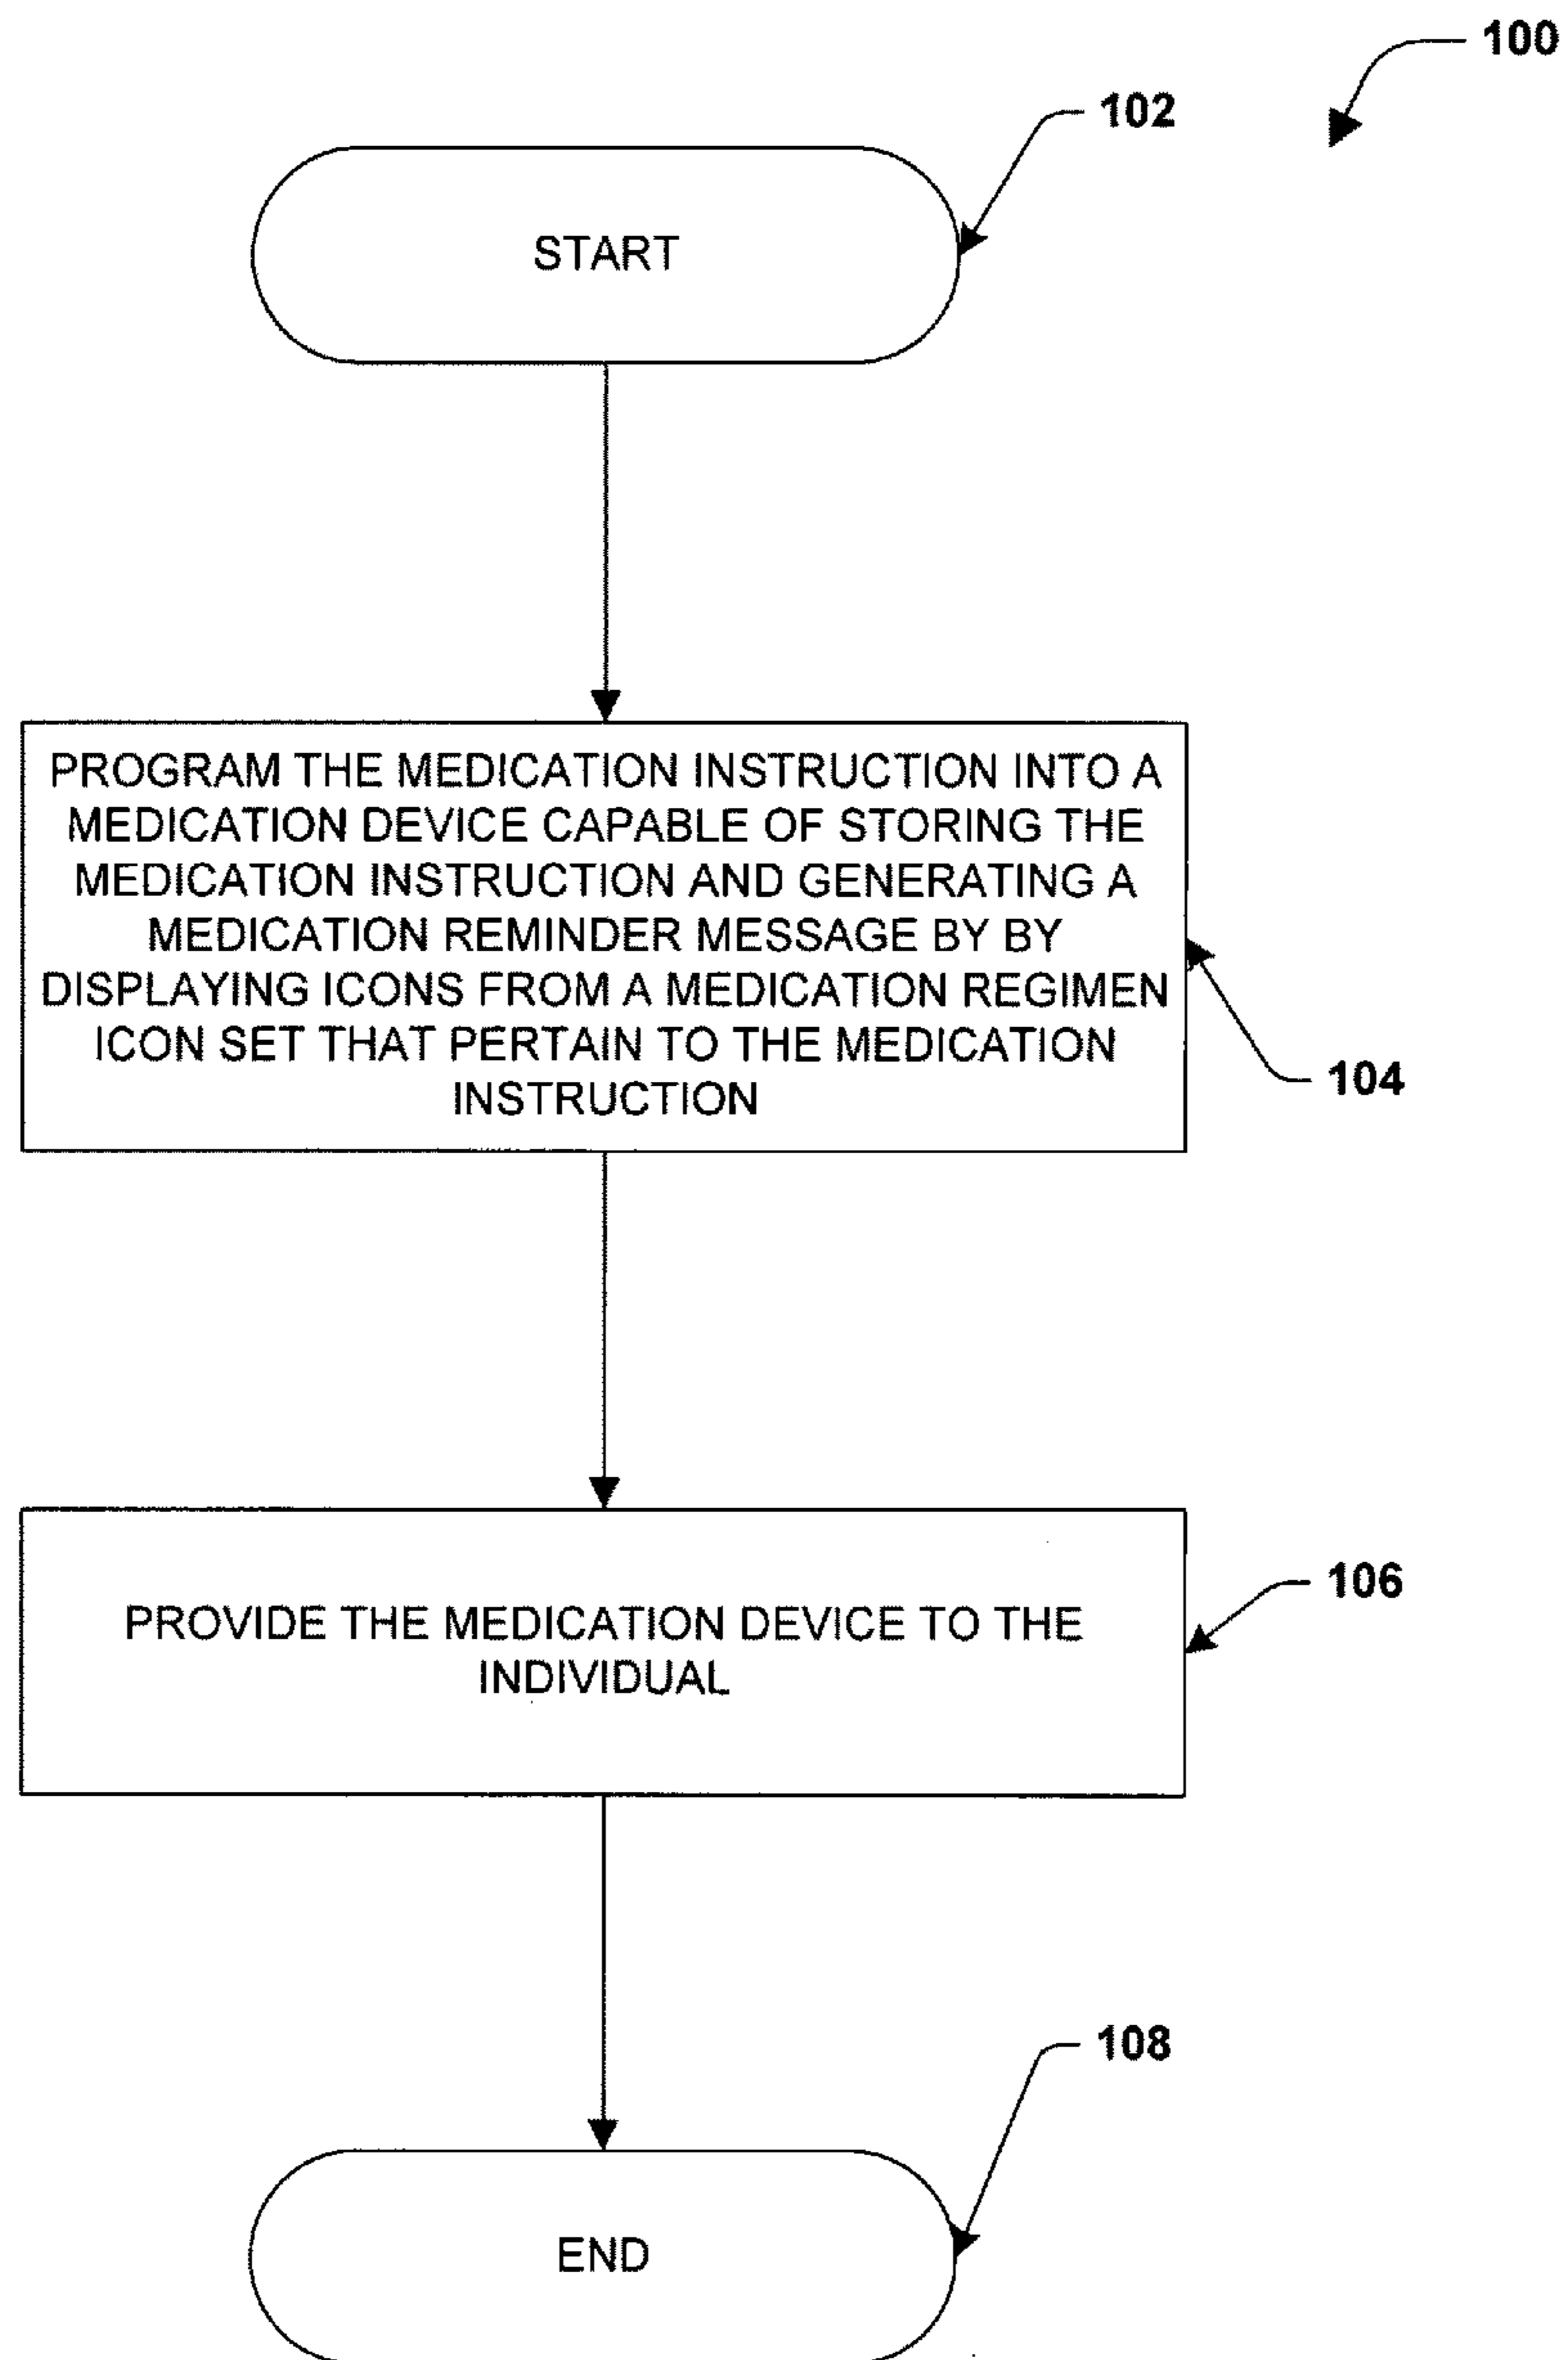 100
102
START
PROGRAM THE MEDICATION INSTRUCTION INTO A
MEDICATION DEVICE CAPABLE OF STORING THE
MEDICATION INSTRUCTION AND GENERATING A
MEDICATION REMINDER MESSAGE BY BY
DISPLAYING ICONS FROM A MEDICATION REGIMEN
ICON SET THAT PERTAIN TO THE MEDICATION
INSTRUCTION
104
PROVIDE THE MEDICATION DEVICE TO THE
INDIVIDUAL
106
108
END